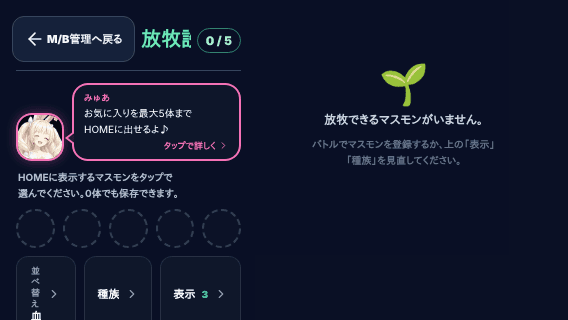 M/B管理へ戻る
放牧
0 / 5
みゅあ
お気に入りを最大5体まで
HOMEに出せるよ♪
タップで詳しく
HOMEに表示するマスモンをタップで
選んでください。0体でも保存できます。
並べ替え
血
種族
表示 3
放牧できるマスモンがいません。
バトルでマスモンを登録するか、上の「表示」
「種族」を見直してください。